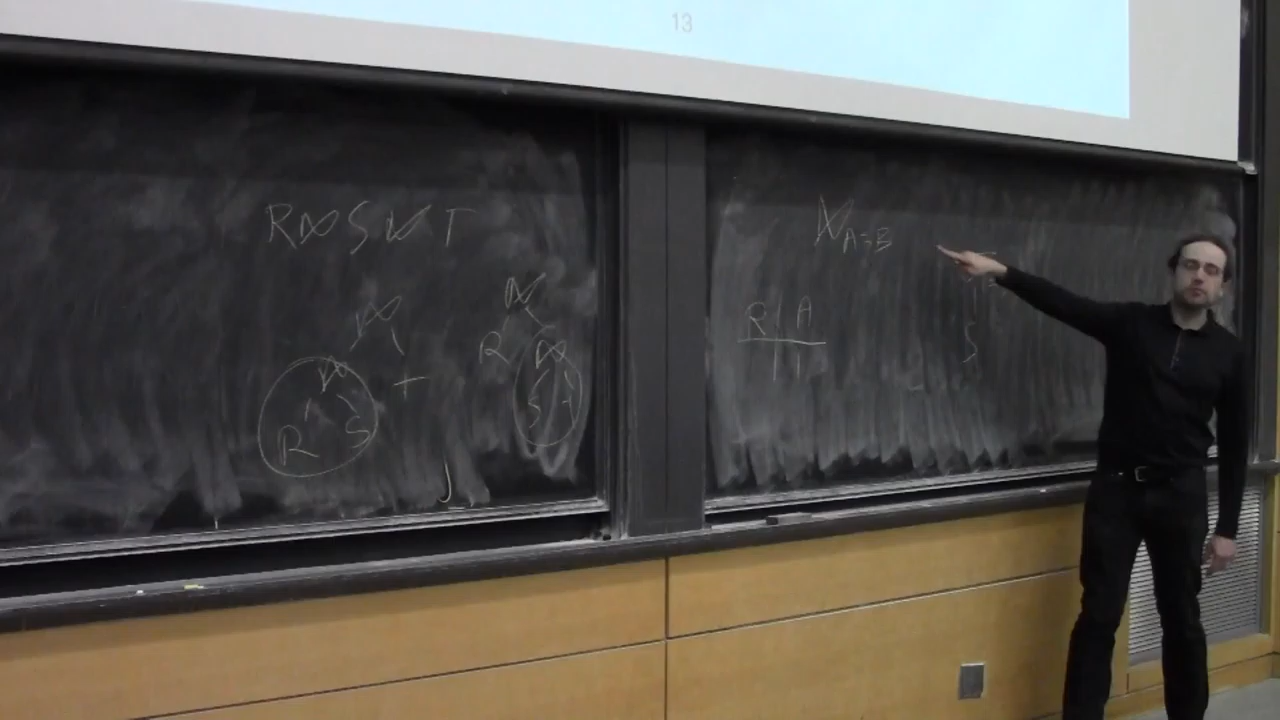 13
R ⋈ S ⋈ T
⋈
⋈
T
R S
⋈
R ⋈
S T
⋈ A=B
R A
S